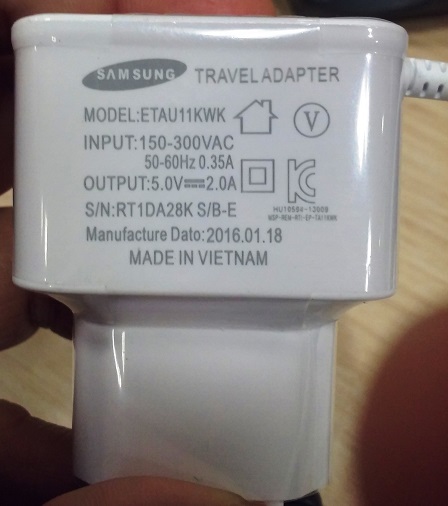 SAMSUNG TRAVEL ADAPTER
MODEL:ETAU11KWK
V
INPUT:150-300VAC
50-60Hz 0.35A
OUTPUT:5.0V⎓2.0A
S/N:RT1DA28K S/B-E
Manufacture Date:2016.01.18
MADE IN VIETNAM